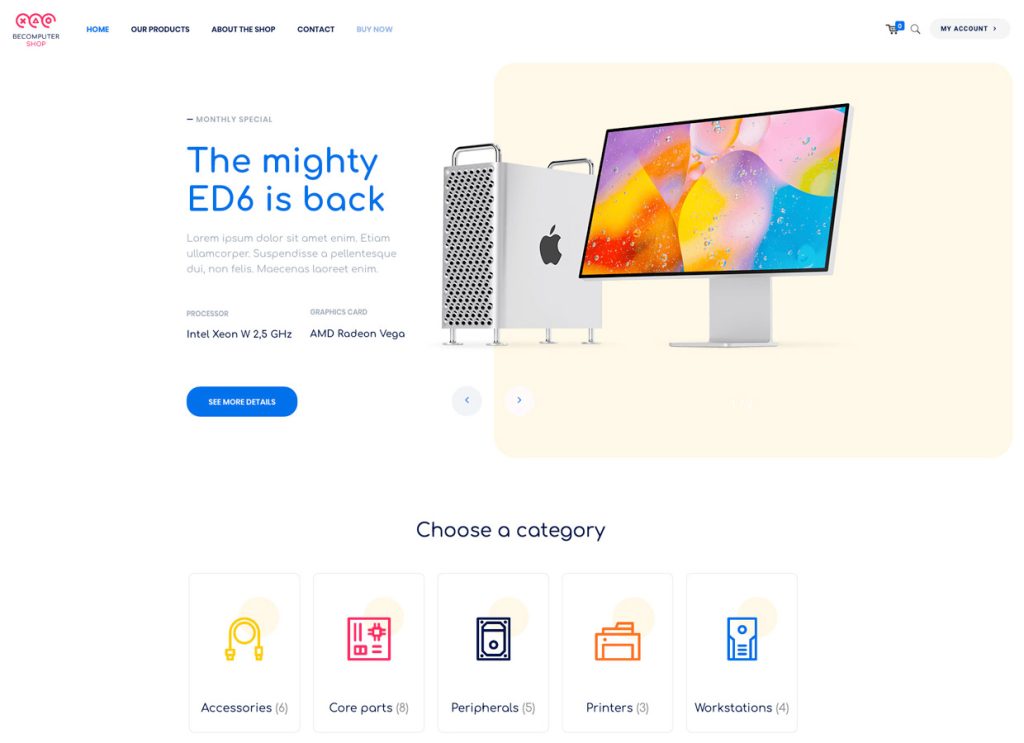 BECOMPUTER
SHOP
HOME
OUR PRODUCTS
ABOUT THE SHOP
CONTACT
BUY NOW
0
MY ACCOUNT
MONTHLY SPECIAL
The mighty
ED6 is back
Lorem ipsum dolor sit amet enim. Etiam
ullamcorper. Suspendisse a pellentesque
dui, non felis. Maecenas laoreet enim.
PROCESSOR
Intel Xeon W 2,5 GHz
GRAPHICS CARD
AMD Radeon Vega
SEE MORE DETAILS
Choose a category
Accessories (6)
Core parts (8)
Peripherals (5)
Printers (3)
Workstations (4)